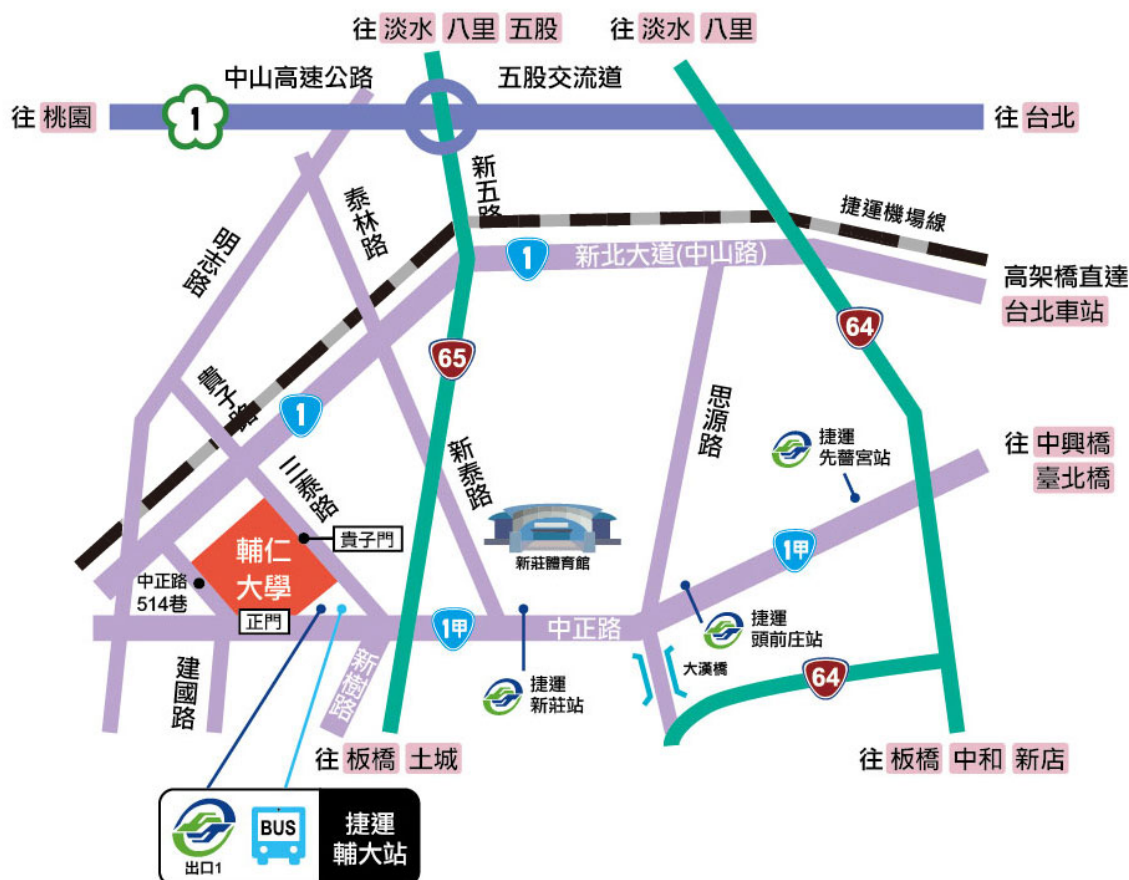 往 淡水 八里 五股
往 淡水 八里
中山高速公路
五股交流道
往 桃園
1
往 台北
新五路
泰林路
捷運機場線
明志路
1
新北大道(中山路)
高架橋直達
台北車站
65
64
貴子路
1
思源路
新泰路
捷運
先嗇宮站
往 中興橋
臺北橋
三泰路
貴子門
輔仁
大學
新莊體育館
1甲
中正路
514巷
正門
1甲
中正路
捷運
頭前庄站
建國路
新樹路
捷運
新莊站
大漢橋
64
往 板橋 土城
往 板橋 中和 新店
出口1
BUS
捷運
輔大站